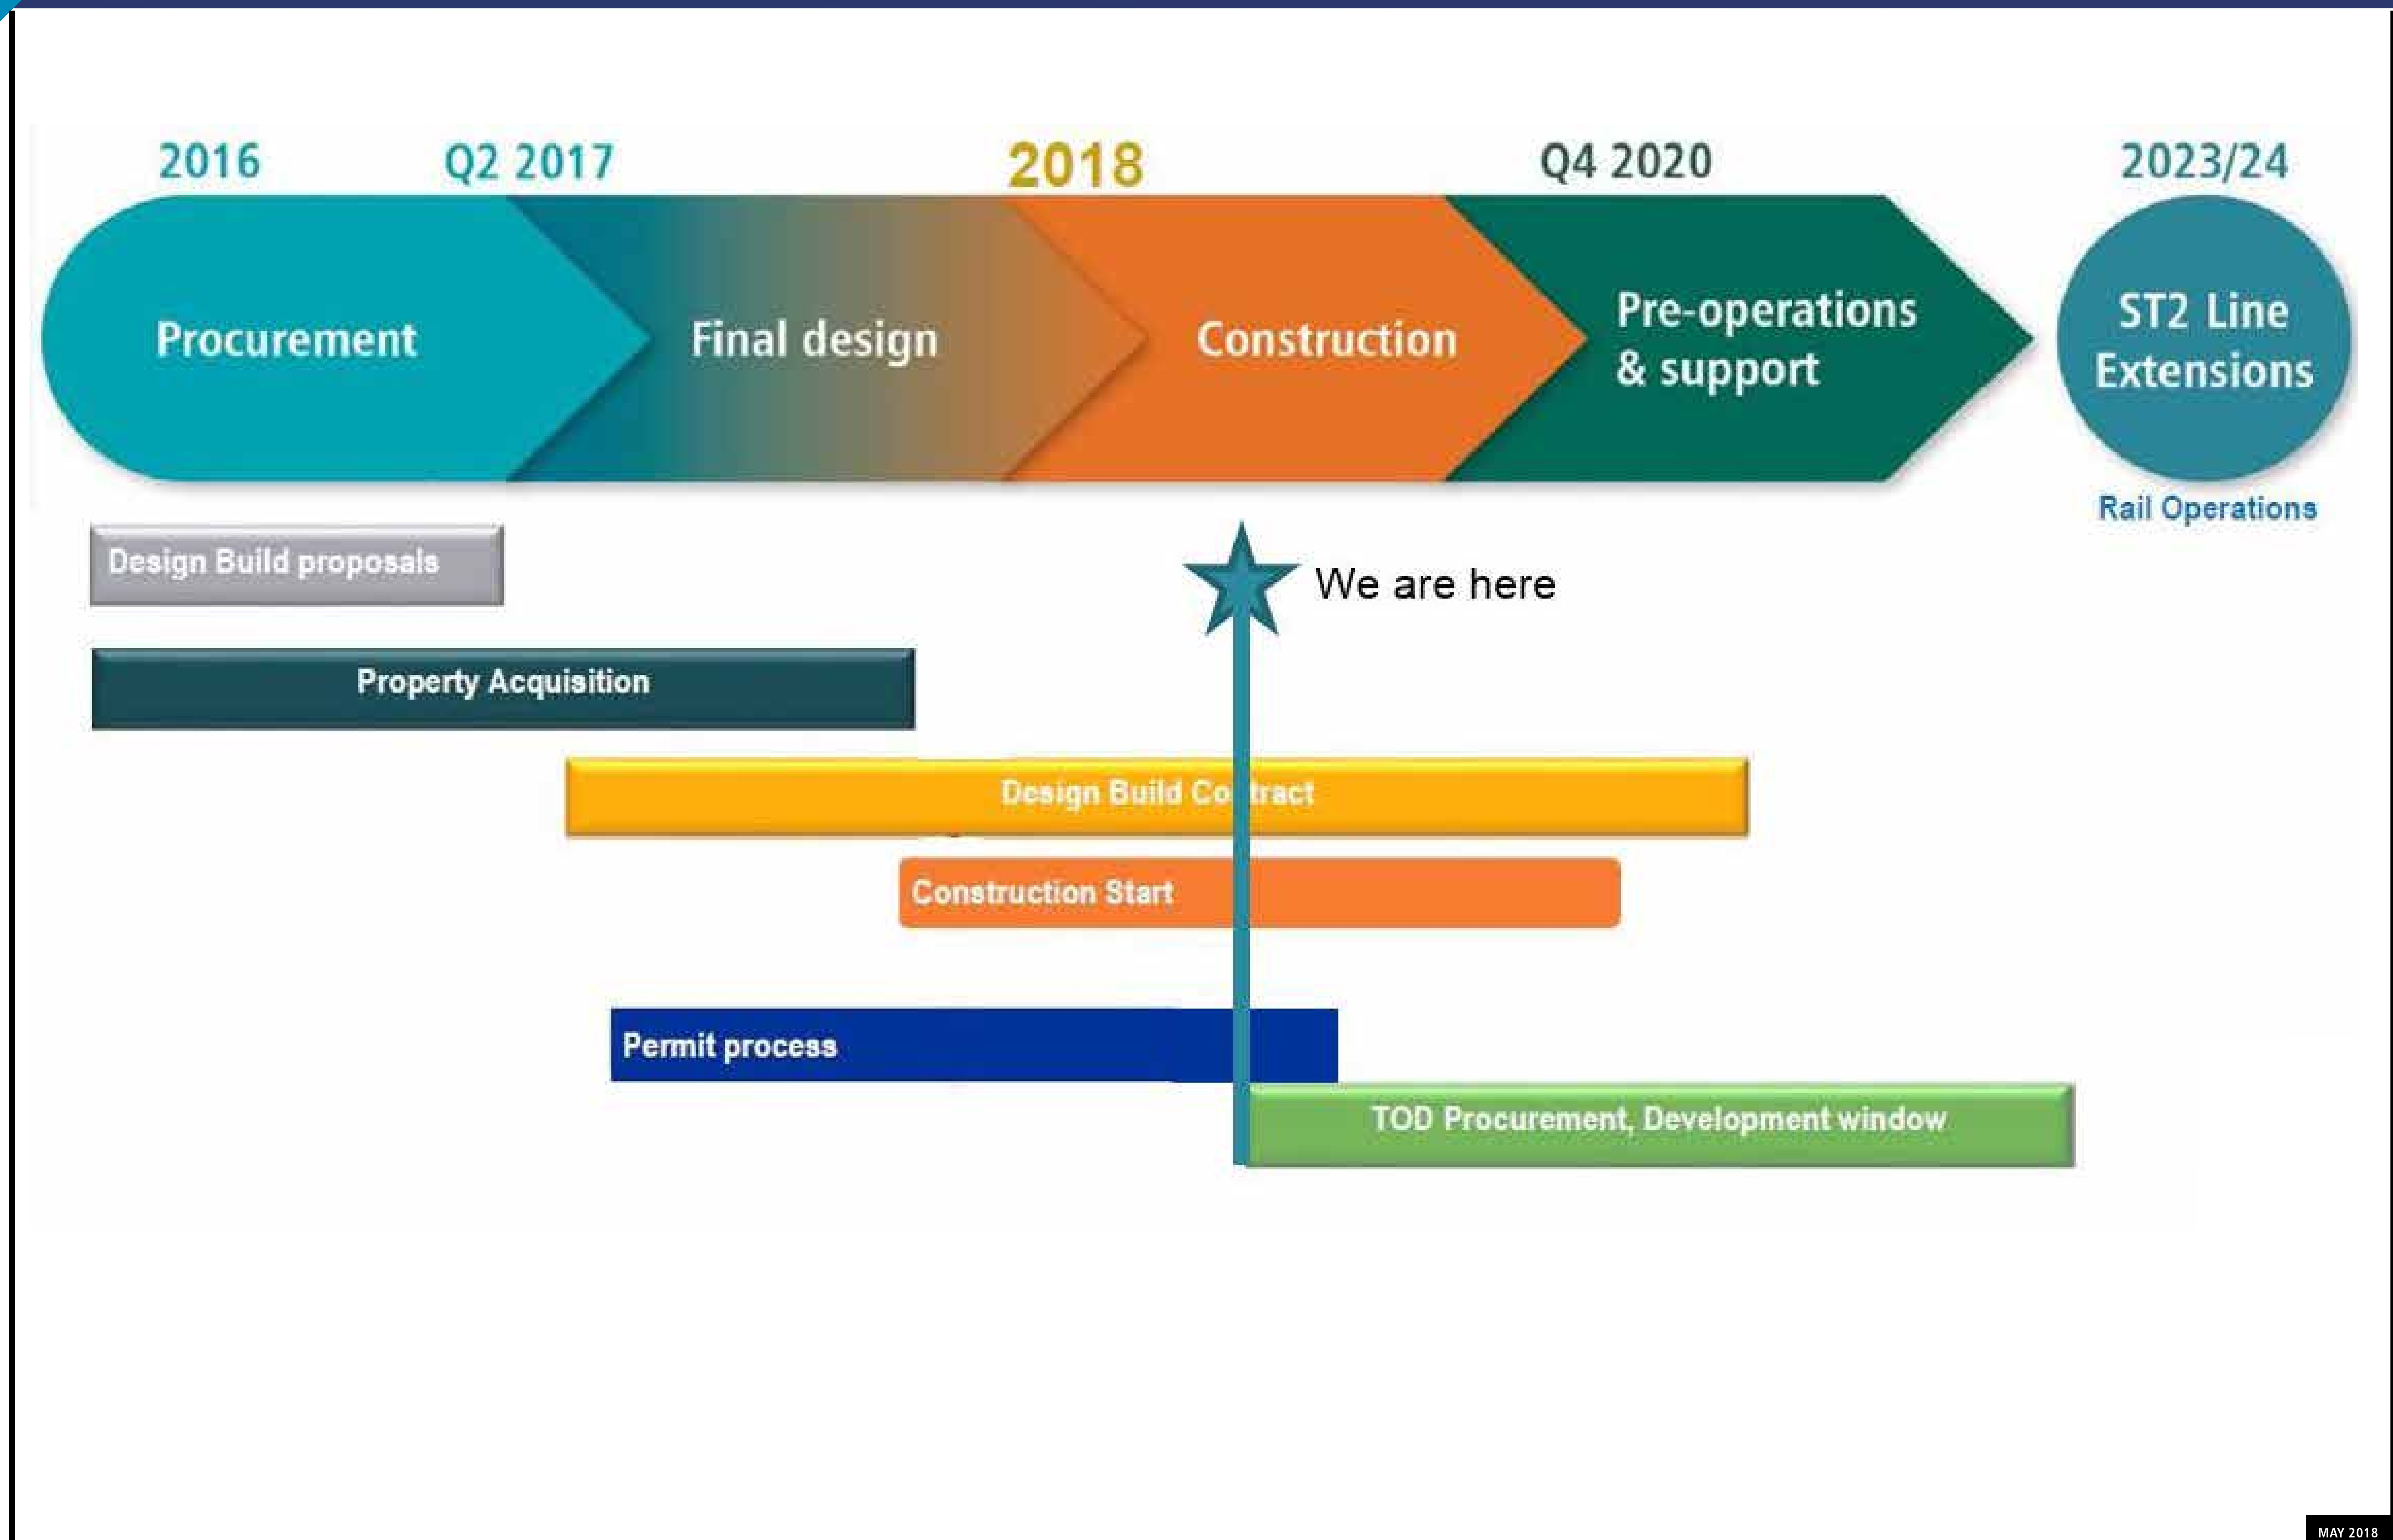 2016
Q2 2017
2018
Q4 2020
2023/24
Procurement
Final design
Construction
Pre-operations
& support
ST2 Line
Extensions
Rail Operations
Design Build proposals
We are here
Property Acquisition
Design Build Co tract
Construction Start
Permit process
TOD Procurement, Development window
MAY 2018